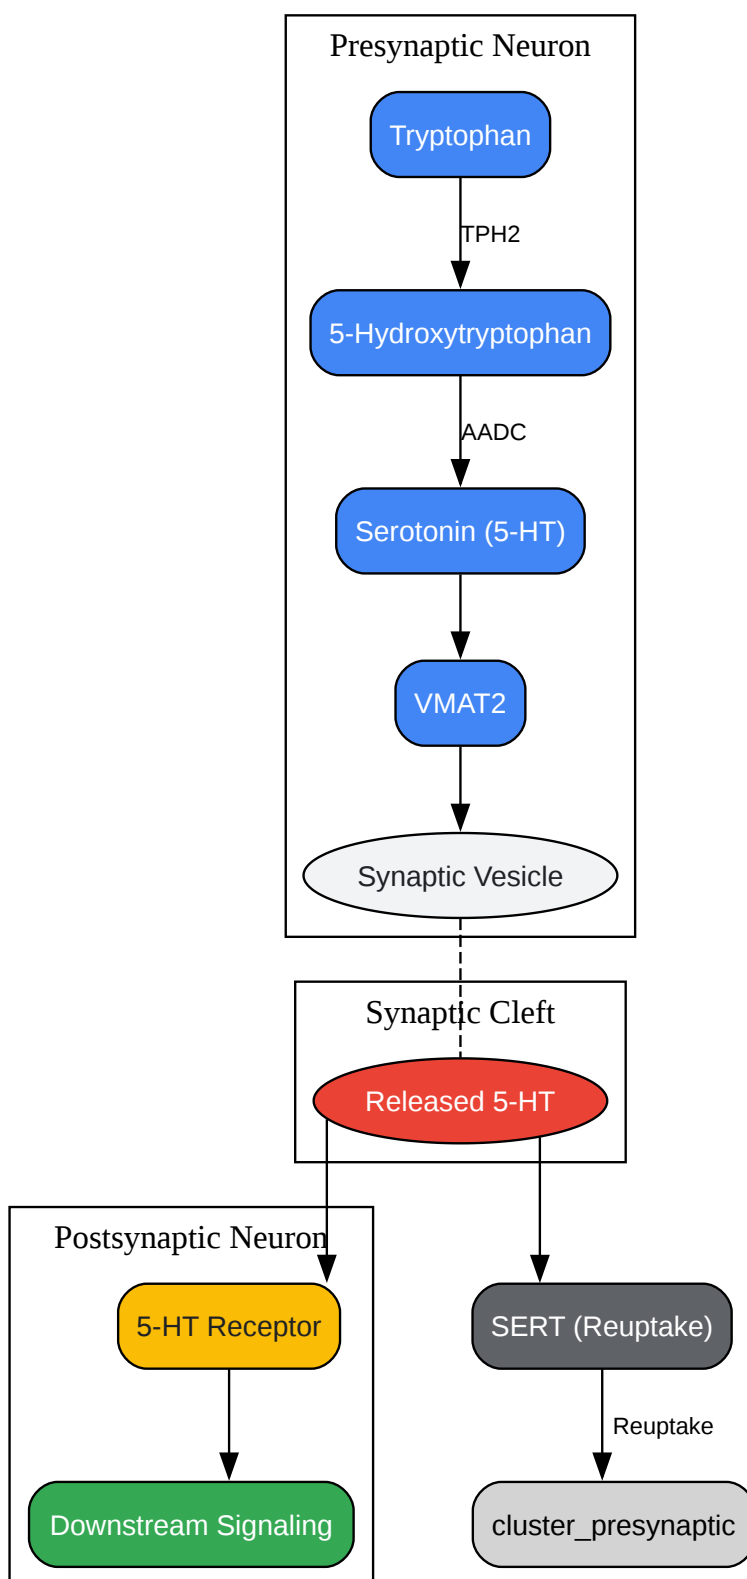 Presynaptic Neuron
Tryptophan
TPH2
5-Hydroxytryptophan
AADC
Serotonin (5-HT)
VMAT2
Synaptic Vesicle
Synaptic Cleft
Released 5-HT
Postsynaptic Neuron
5-HT Receptor
SERT (Reuptake)
Reuptake
Downstream Signaling
cluster_presynaptic